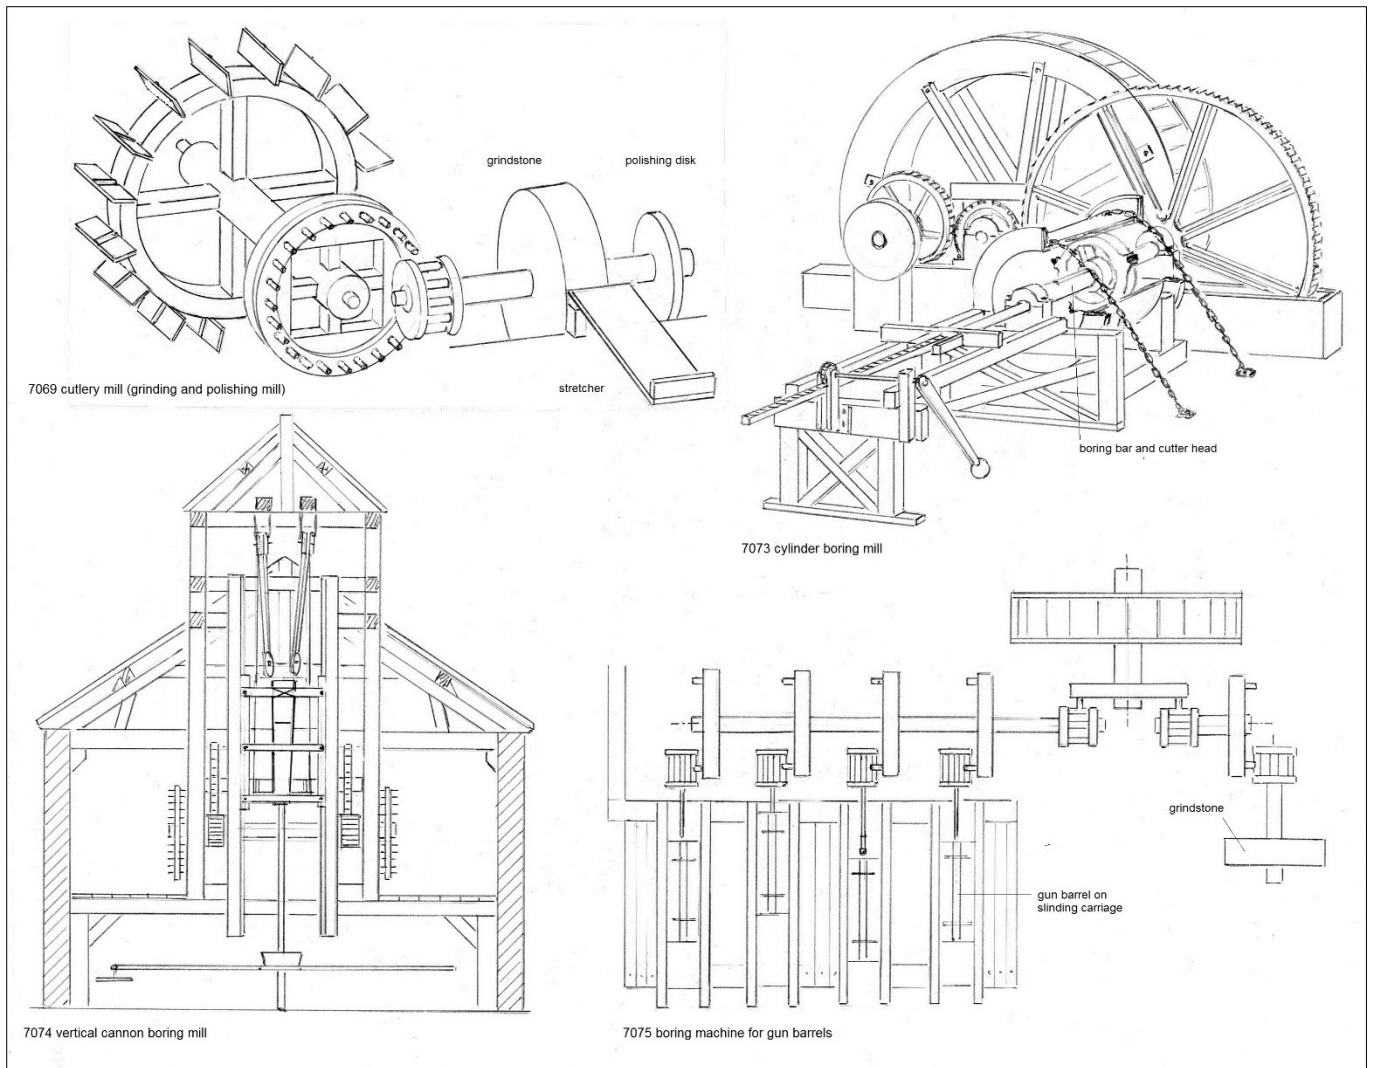 grindstone
polishing disk
stretcher
7069 cutlery mill (grinding and polishing mill)
boring bar and cutter head
7073 cylinder boring mill
grindstone
gun barrel on
slinding carriage
7074 vertical cannon boring mill
7075 boring machine for gun barrels